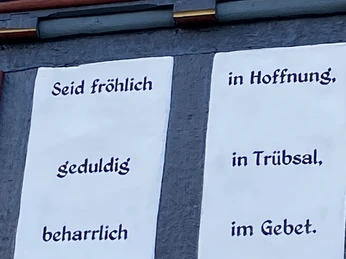 Seid fröhlich in Hoffnung,
geduldig in Trübsal,
beharrlich im Gebet.